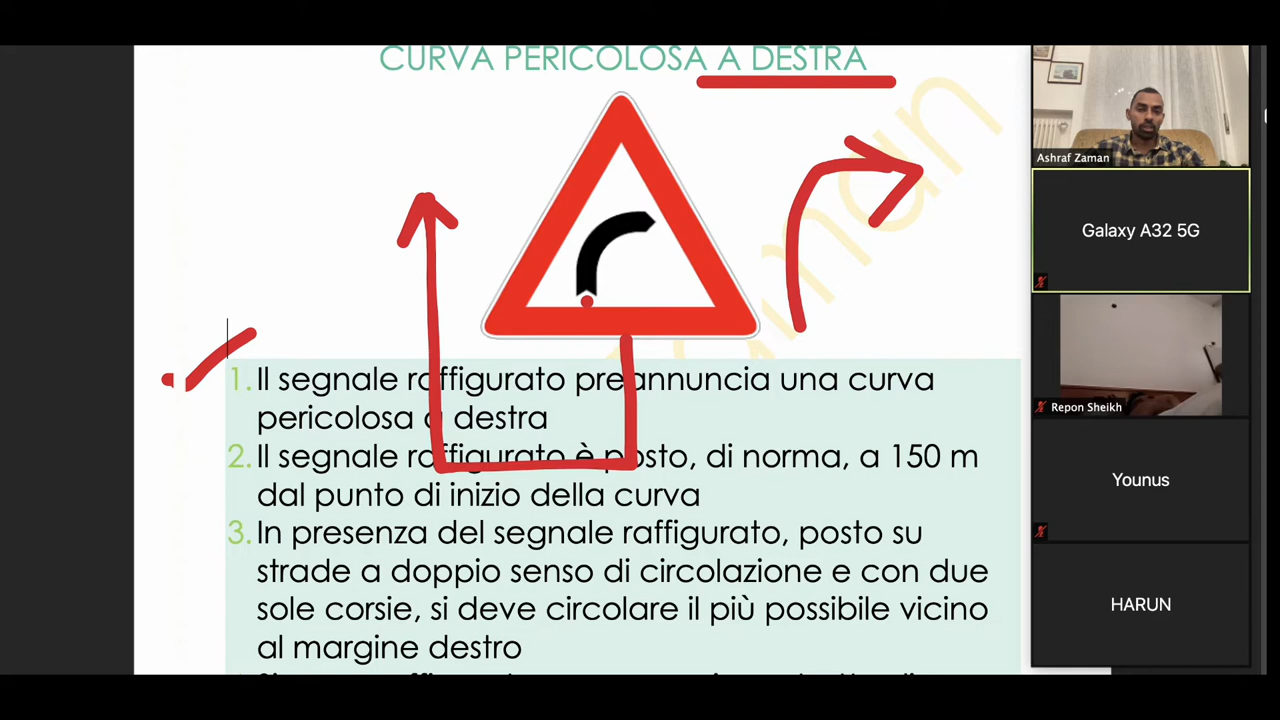 CURVA PERICOLOSA A DESTRA
1. Il segnale raffigurato preannuncia una curva
pericolosa a destra
2. Il segnale raffigurato è posto, di norma, a 150 m
dal punto di inizio della curva
3. In presenza del segnale raffigurato, posto su
strade a doppio senso di circolazione e con due
sole corsie, si deve circolare il più possibile vicino
al margine destro
Ashraf Zaman
Galaxy A32 5G
Repon Sheikh
Younus
HARUN